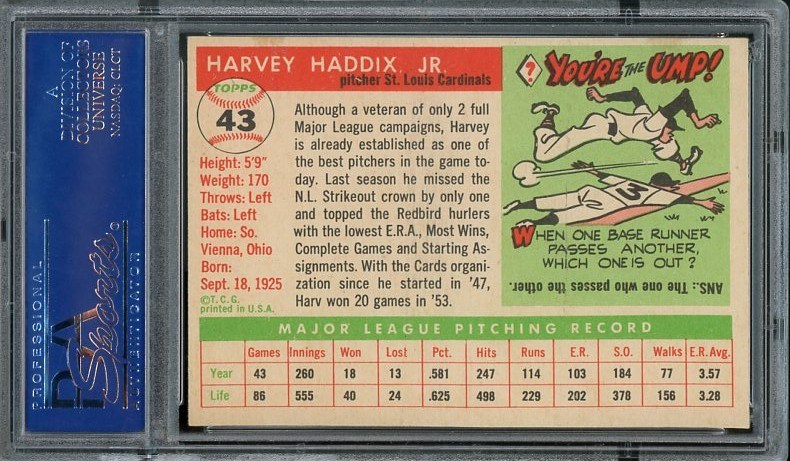 A
DIVISION OF
COLLECTORS
UNIVERSE
NASDAQ: CLCT
PROFESSIONAL
PSA
Sports
AUTHENTICATOR
HARVEY HADDIX, JR.
pitcher St. Louis Cardinals
TOPPS
43
Height: 5'9"
Weight: 170
Throws: Left
Bats: Left
Home: So.
Vienna, Ohio
Born:
Sept. 18, 1925
©T.C.G.
printed in U.S.A.
Although a veteran of only 2 full
Major League campaigns, Harvey
is already established as one of
the best pitchers in the game to-
day. Last season he missed the
N.L. Strikeout crown by only one
and topped the Redbird hurlers
with the lowest E.R.A., Most Wins,
Complete Games and Starting As-
signments. With the Cards organi-
zation since he started in '47,
Harv won 20 games in '53.
? YOU'RE THE UMP!
3
WHEN ONE BASE RUNNER
PASSES ANOTHER,
WHICH ONE IS OUT ?
ANS.: The one who passes the other.
MAJOR LEAGUE PITCHING RECORD
Games Innings Won Lost Pct. Hits Runs E.R. S.O. Walks E.R.Avg.
Year 43 260 18 13 .581 247 114 103 184 77 3.57
Life 86 555 40 24 .625 498 229 202 378 156 3.28